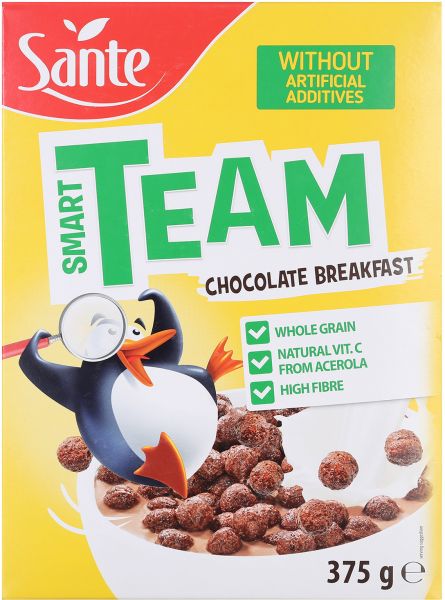 Sante
WITHOUT
ARTIFICIAL
ADDITIVES
SMART
TEAM
CHOCOLATE BREAKFAST
WHOLE GRAIN
NATURAL VIT. C
FROM ACEROLA
HIGH FIBRE
375 g e